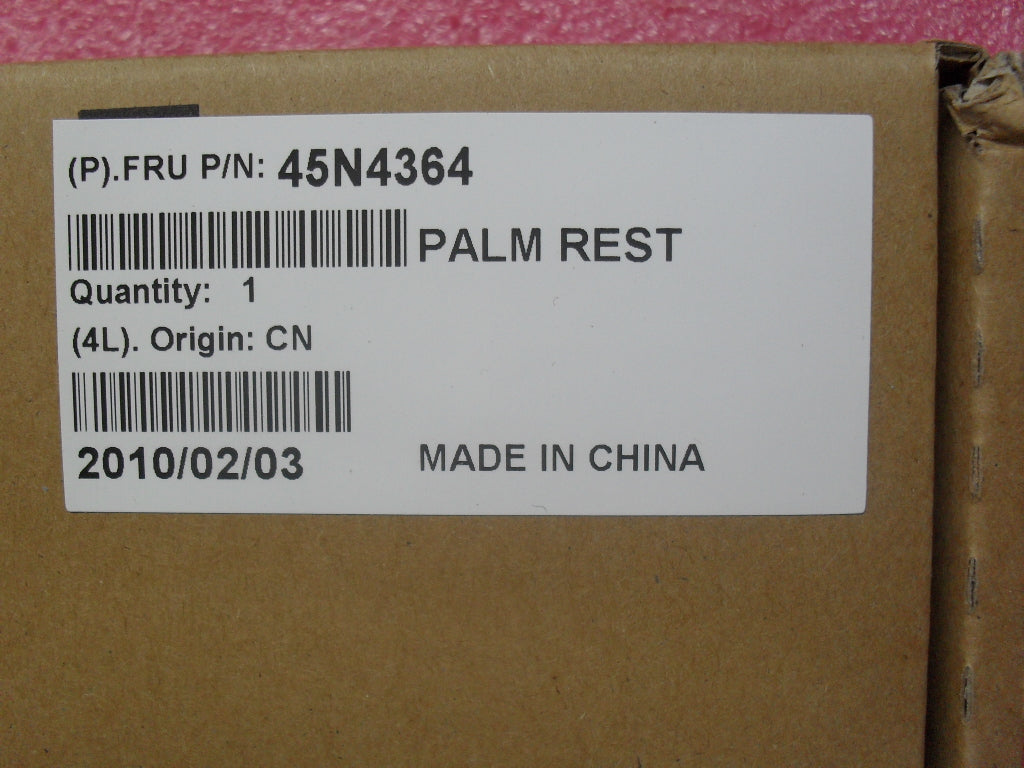 (P).FRU P/N: 45N4364
PALM REST
Quantity: 1
(4L). Origin: CN
2010/02/03 MADE IN CHINA